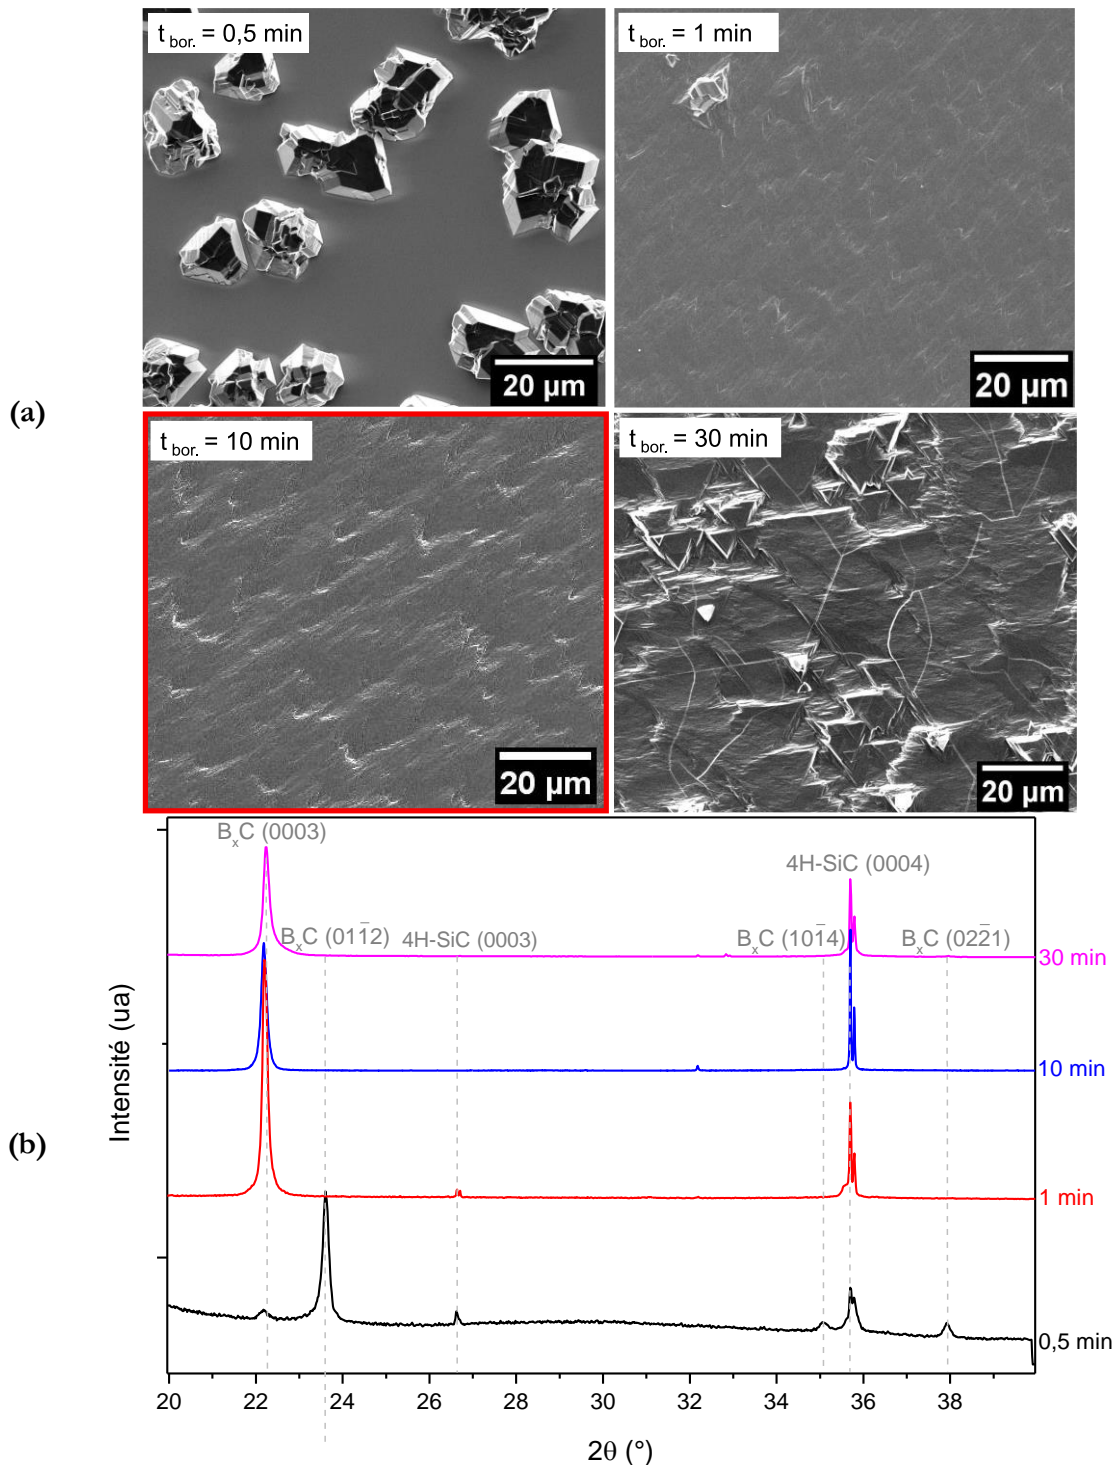 t bor. = 0,5 min
t bor. = 1 min
20 µm
20 µm
(a)
t bor. = 10 min
t bor. = 30 min
20 µm
20 µm
BxC (0003)
4H-SiC (0004)
BxC (011̅2)
4H-SiC (0003)
BxC (101̅4)
BxC (022̅1)
30 min
10 min
1 min
0,5 min
Intensité (ua)
(b)
20 22 24 26 28 30 32 34 36 38
2θ (°)